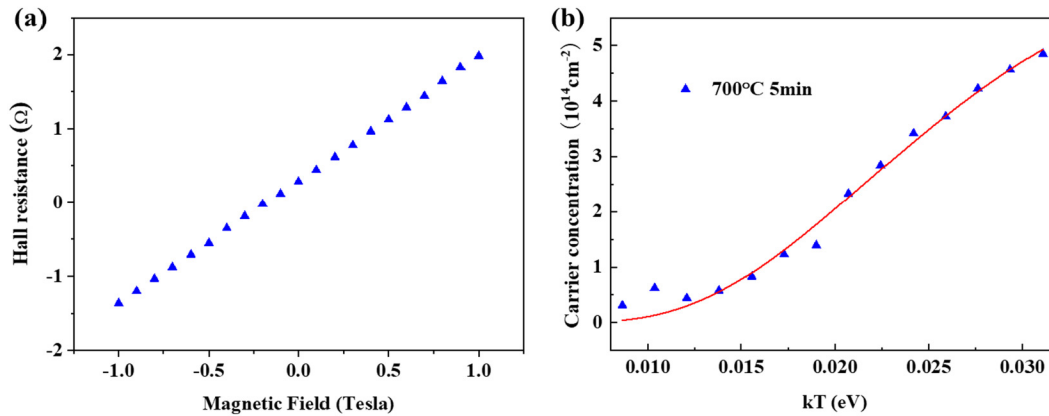 (a)
Hall resistance (Ω)
2
1
0
-1
-2
-1.0 -0.5 0.0 0.5 1.0
Magnetic Field (Tesla)
(b)
Carrier concentration (10¹⁴cm⁻²)
5
4
3
2
1
0
700°C 5min
0.010 0.015 0.020 0.025 0.030
kT (eV)